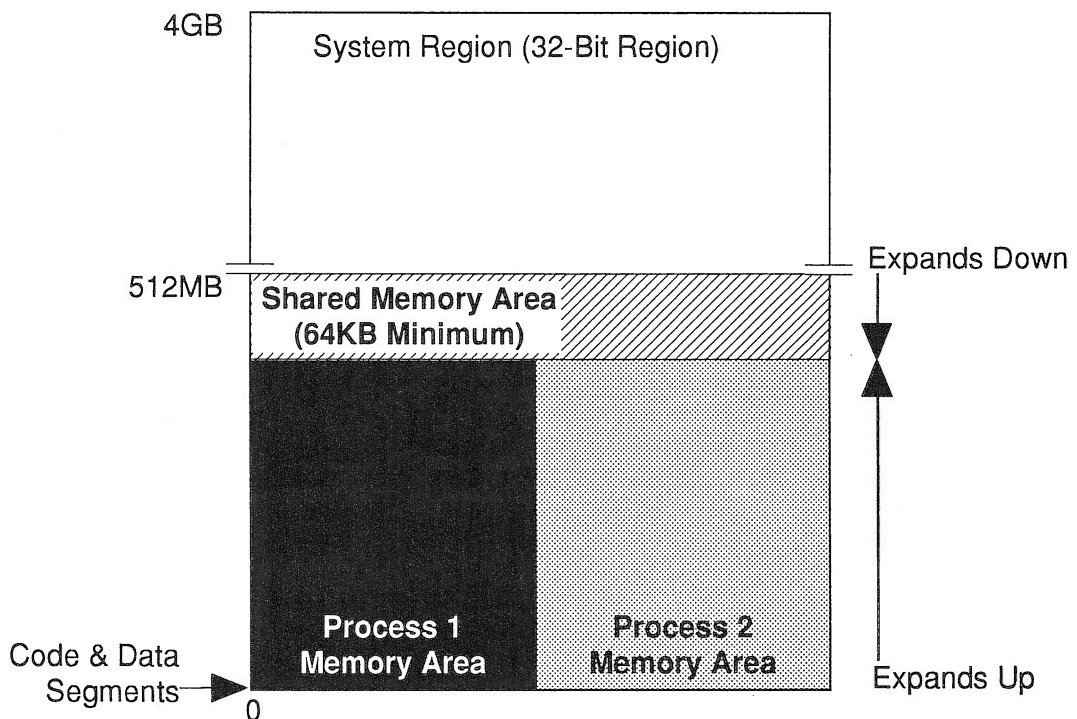 4GB
System Region (32-Bit Region)
Expands Down
512MB
Shared Memory Area
(64KB Minimum)
Process 1
Memory Area
Process 2
Memory Area
Code & Data
Segments
Expands Up
0